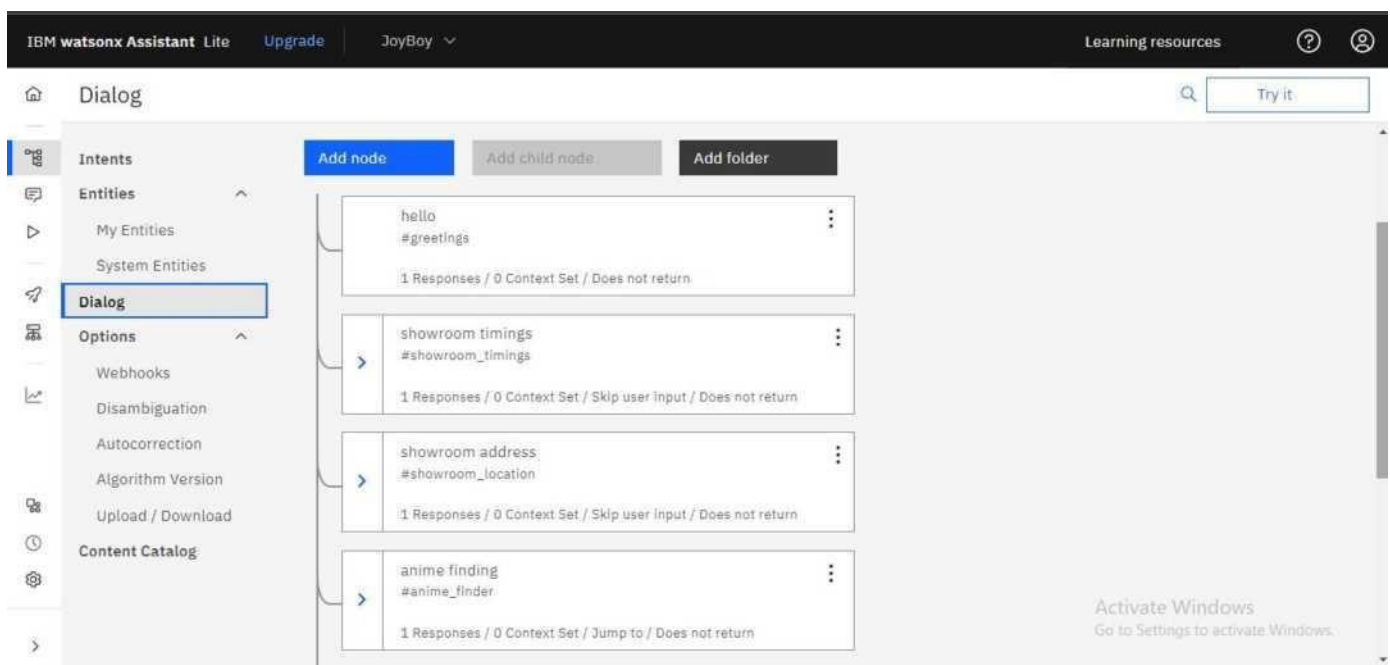 IBM watsonx Assistant Lite Upgrade JoyBoy Learning resources
Dialog Try it
Intents
Entities
My Entities
System Entities
Dialog
Options
Webhooks
Disambiguation
Autocorrection
Algorithm Version
Upload / Download
Content Catalog
Add node Add child node Add folder
hello
#greetings
1 Responses / 0 Context Set / Does not return
showroom timings
#showroom_timings
1 Responses / 0 Context Set / Skip user input / Does not return
showroom address
#showroom_location
1 Responses / 0 Context Set / Skip user input / Does not return
anime finding
#anime_finder
1 Responses / 0 Context Set / Jump to / Does not return
Activate Windows
Go to Settings to activate Windows.